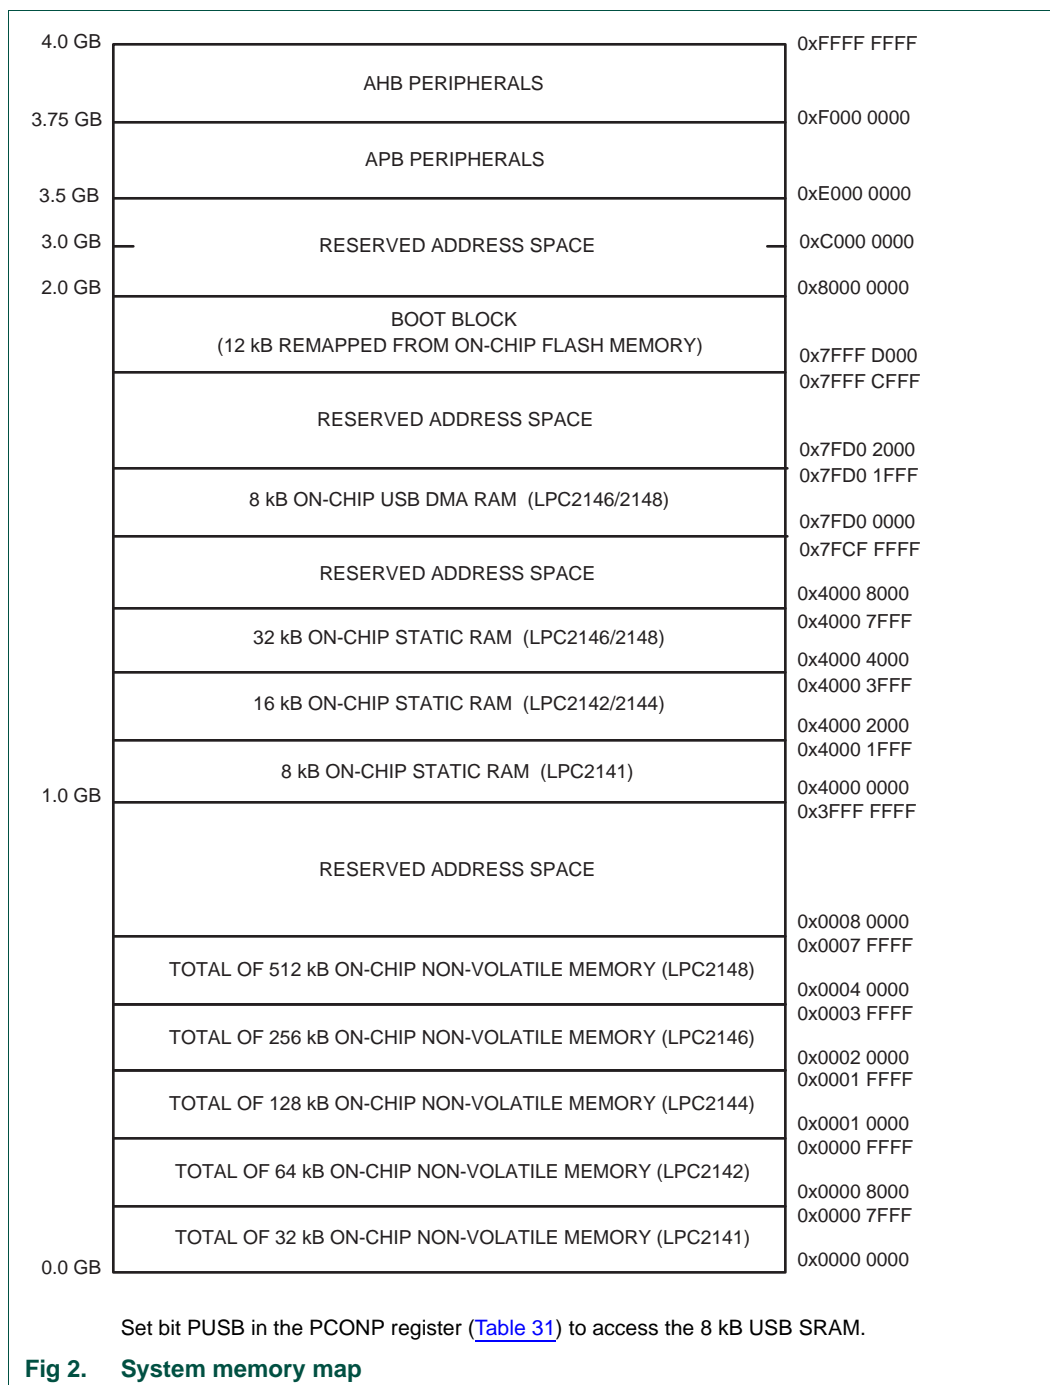 4.0 GB
0xFFFF FFFF
AHB PERIPHERALS
3.75 GB
0xF000 0000
APB PERIPHERALS
3.5 GB
0xE000 0000
3.0 GB
RESERVED ADDRESS SPACE
0xC000 0000
2.0 GB
0x8000 0000
BOOT BLOCK
(12 kB REMAPPED FROM ON-CHIP FLASH MEMORY)
0x7FFF D000
0x7FFF CFFF
RESERVED ADDRESS SPACE
0x7FD0 2000
0x7FD0 1FFF
8 kB ON-CHIP USB DMA RAM (LPC2146/2148)
0x7FD0 0000
0x7FCF FFFF
RESERVED ADDRESS SPACE
0x4000 8000
0x4000 7FFF
32 kB ON-CHIP STATIC RAM (LPC2146/2148)
0x4000 4000
0x4000 3FFF
16 kB ON-CHIP STATIC RAM (LPC2142/2144)
0x4000 2000
0x4000 1FFF
8 kB ON-CHIP STATIC RAM (LPC2141)
0x4000 0000
1.0 GB
0x3FFF FFFF
RESERVED ADDRESS SPACE
0x0008 0000
0x0007 FFFF
TOTAL OF 512 kB ON-CHIP NON-VOLATILE MEMORY (LPC2148)
0x0004 0000
0x0003 FFFF
TOTAL OF 256 kB ON-CHIP NON-VOLATILE MEMORY (LPC2146)
0x0002 0000
0x0001 FFFF
TOTAL OF 128 kB ON-CHIP NON-VOLATILE MEMORY (LPC2144)
0x0001 0000
0x0000 FFFF
TOTAL OF 64 kB ON-CHIP NON-VOLATILE MEMORY (LPC2142)
0x0000 8000
0x0000 7FFF
TOTAL OF 32 kB ON-CHIP NON-VOLATILE MEMORY (LPC2141)
0x0000 0000
0.0 GB
Set bit PUSB in the PCONP register (Table 31) to access the 8 kB USB SRAM.
Fig 2. System memory map